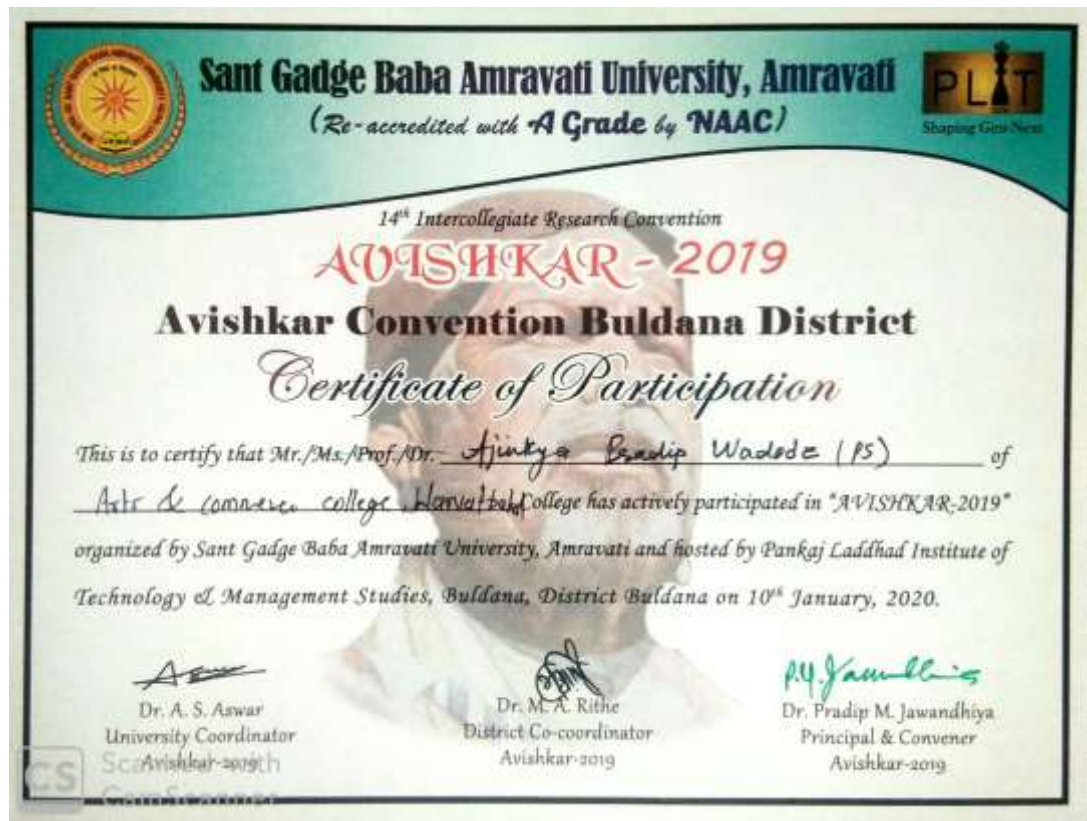 Sant Gadge Baba Amravati University, Amravati
(Re-accredited with A Grade by NAAC)
PLIT
Shaping Gen-Next
14th Intercollegiate Research Convention
AVISHKAR - 2019
Avishkar Convention Buldana District
Certificate of Participation
This is to certify that Mr./Ms./Prof./Dr. Ajinkya Pradip Wadode (PS) of
Arts & commerce college, College has actively participated in "AVISHKAR-2019"
organized by Sant Gadge Baba Amravati University, Amravati and hosted by Pankaj Laddhad Institute of
Technology & Management Studies, Buldana, District Buldana on 10th January, 2020.
Dr. A. S. Aswar
University Coordinator
Avishkar-2019
Dr. M. A. Rithe
District Co-coordinator
Avishkar-2019
Dr. Pradip M. Jawandhiya
Principal & Convener
Avishkar-2019
CS
Scanned with
CamScanner